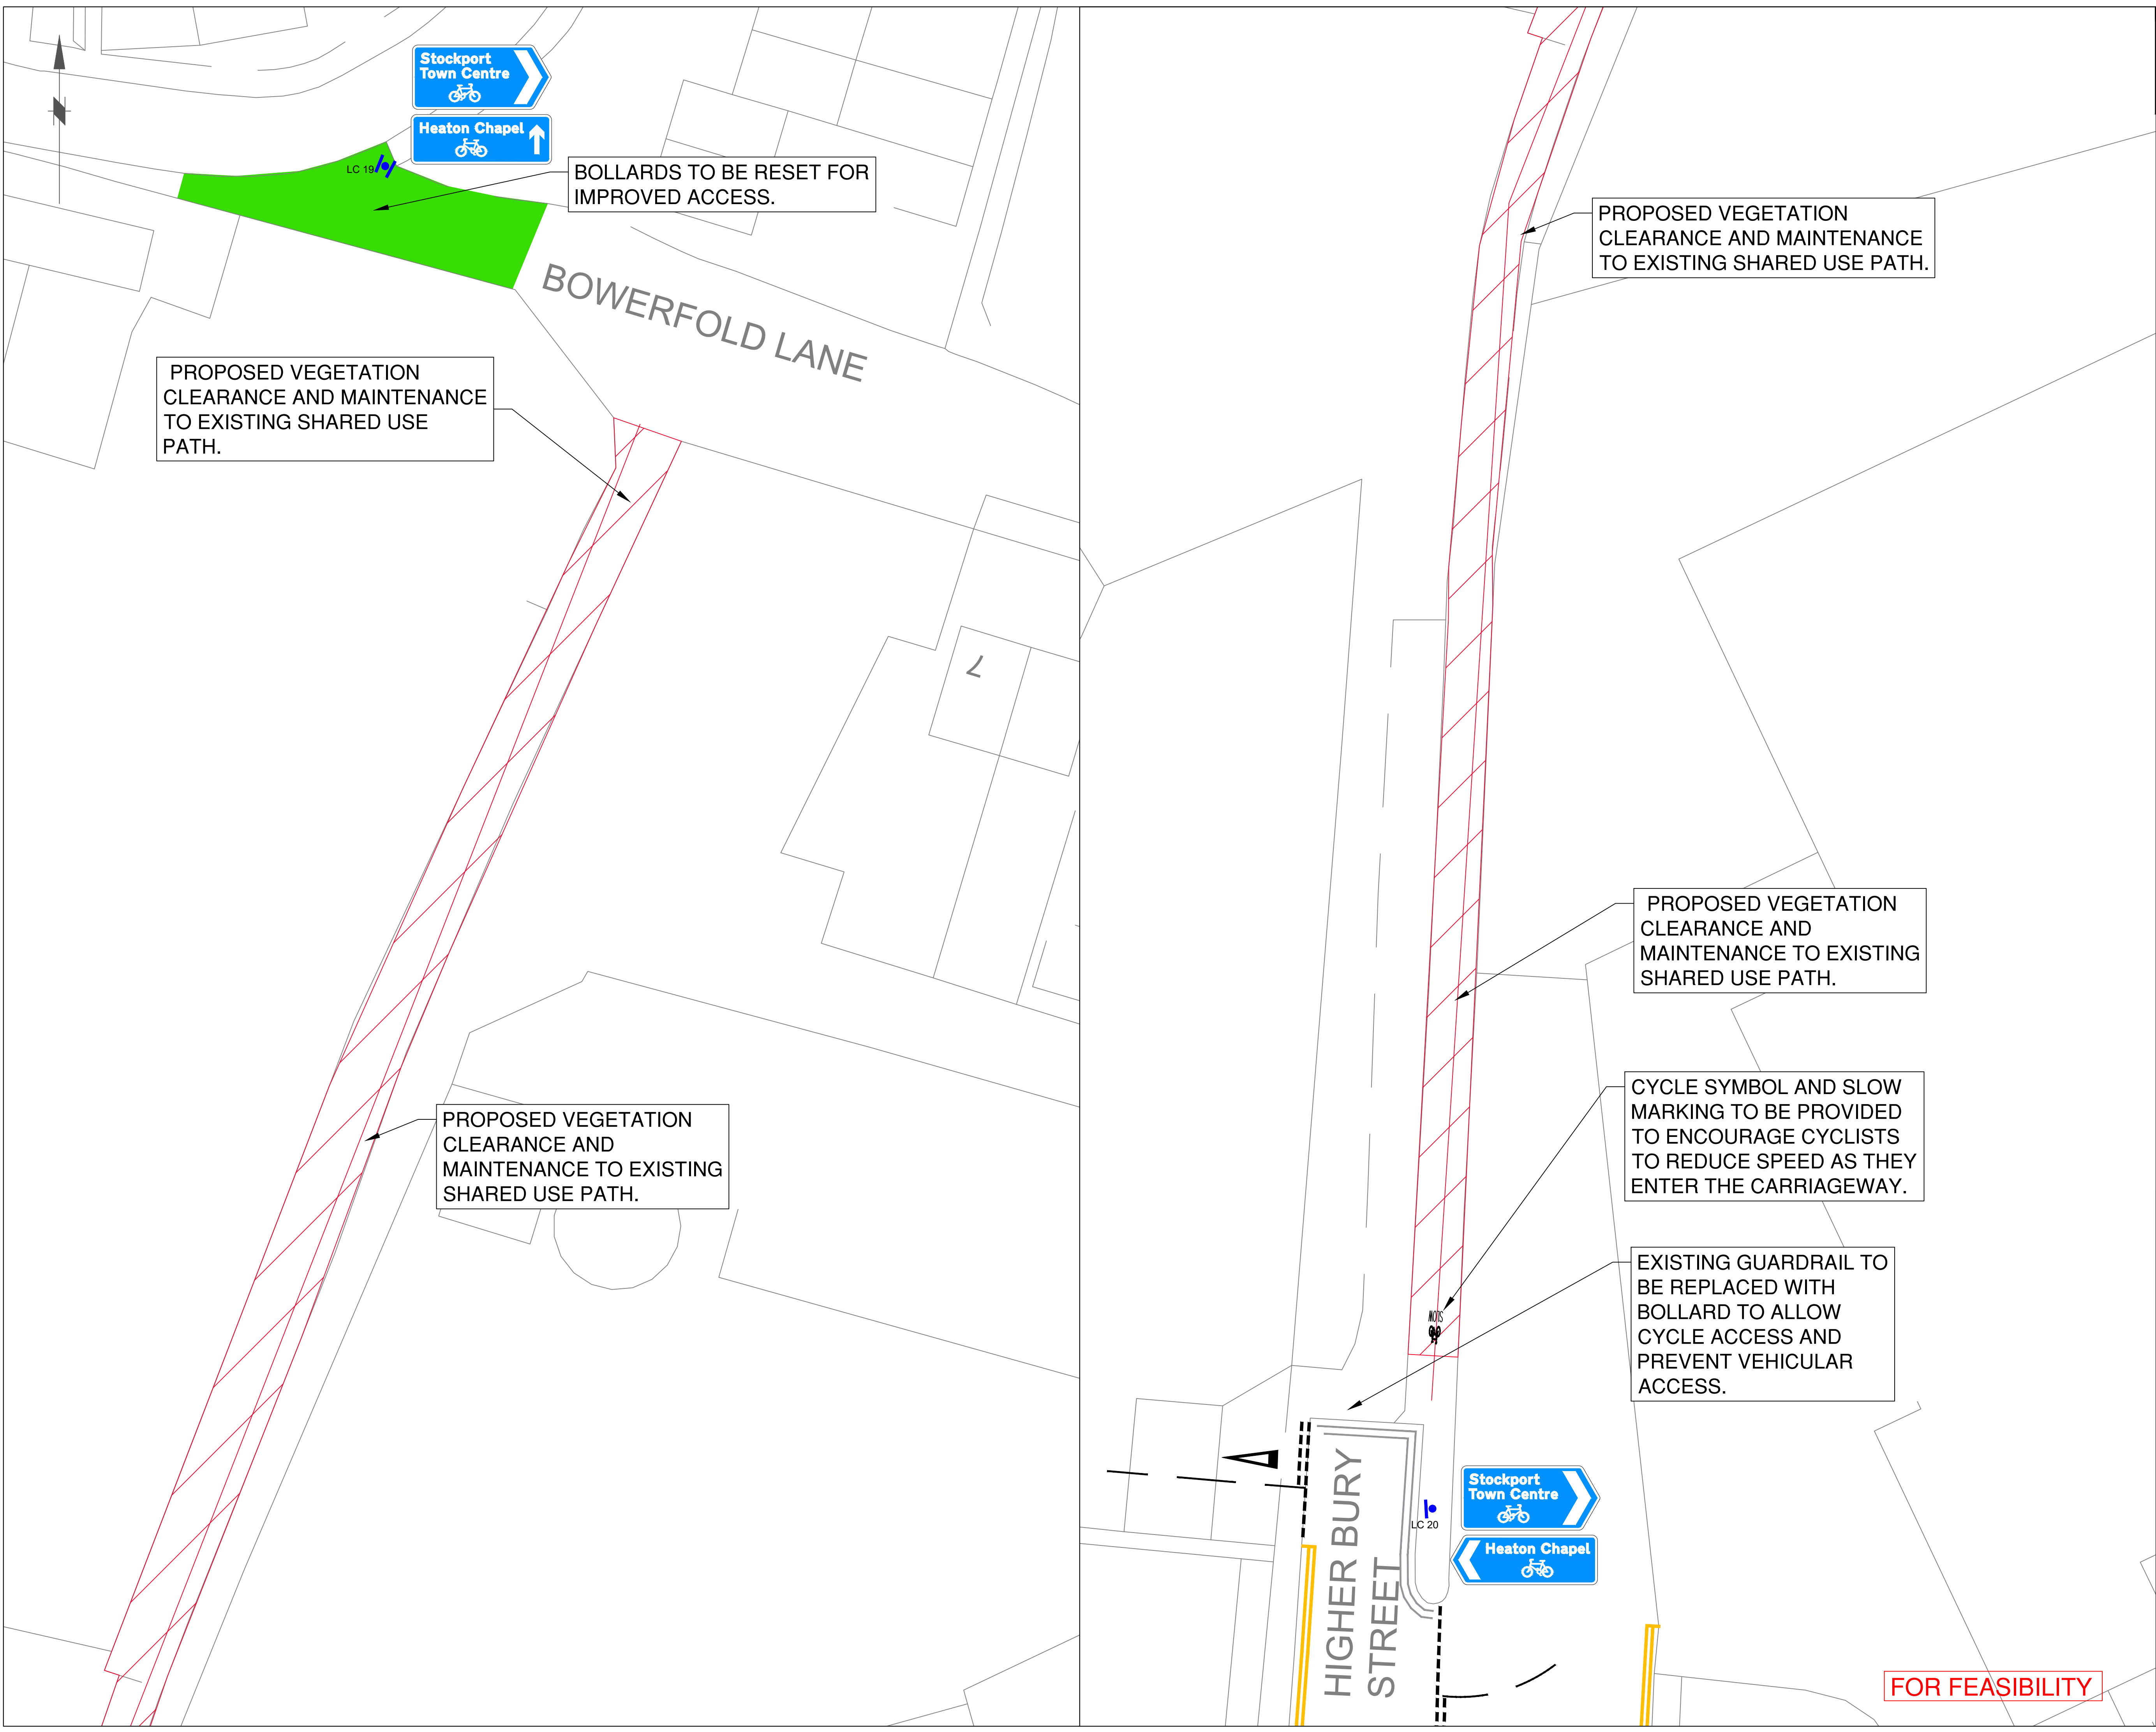 Stockport
Town Centre
Heaton Chapel
LC 19
BOLLARDS TO BE RESET FOR
IMPROVED ACCESS.
BOWERFOLD LANE
PROPOSED VEGETATION
CLEARANCE AND MAINTENANCE
TO EXISTING SHARED USE
PATH.
7
PROPOSED VEGETATION
CLEARANCE AND
MAINTENANCE TO EXISTING
SHARED USE PATH.
PROPOSED VEGETATION
CLEARANCE AND MAINTENANCE
TO EXISTING SHARED USE PATH.
PROPOSED VEGETATION
CLEARANCE AND
MAINTENANCE TO EXISTING
SHARED USE PATH.
CYCLE SYMBOL AND SLOW
MARKING TO BE PROVIDED
TO ENCOURAGE CYCLISTS
TO REDUCE SPEED AS THEY
ENTER THE CARRIAGEWAY.
EXISTING GUARDRAIL TO
BE REPLACED WITH
BOLLARD TO ALLOW
CYCLE ACCESS AND
PREVENT VEHICULAR
ACCESS.
SLOW
HIGHER BURY
STREET
LC 20
Stockport
Town Centre
Heaton Chapel
FOR FEASIBILITY